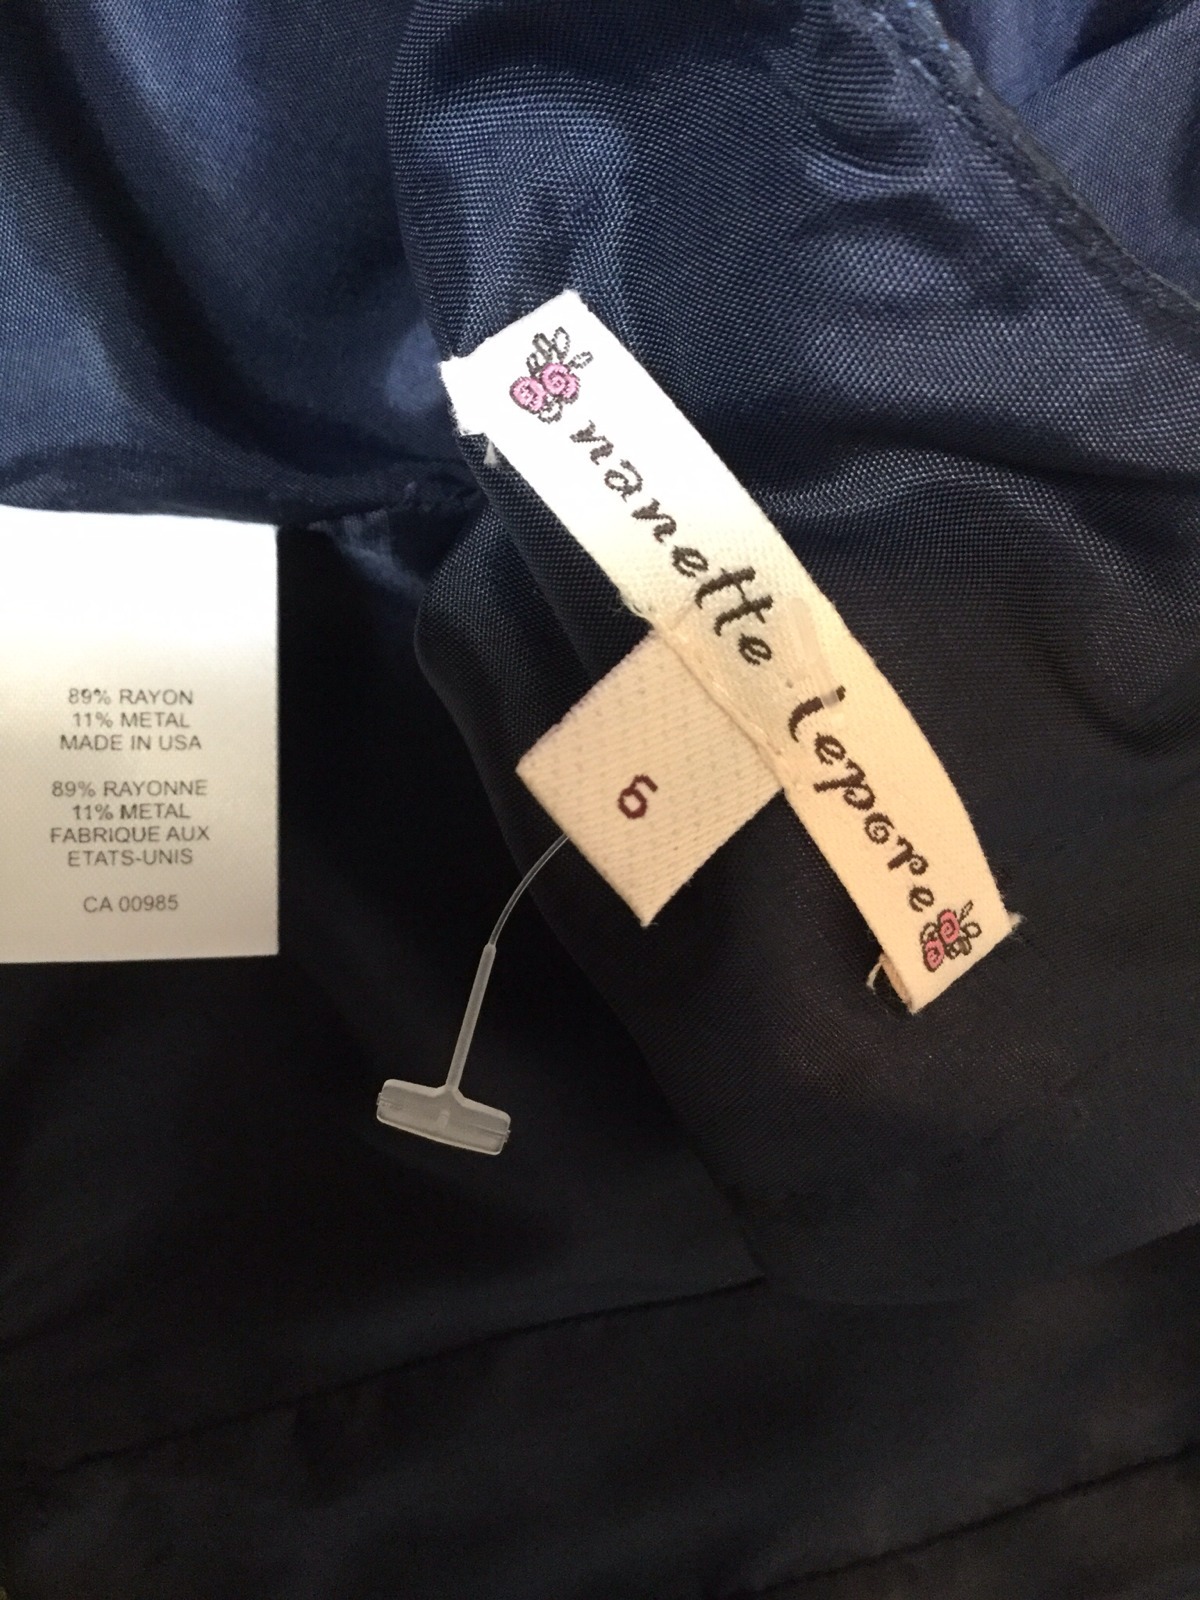 nanette lepore
6
89% RAYON
11% METAL
MADE IN USA
89% RAYONNE
11% METAL
FABRIQUE AUX
ETATS-UNIS
CA 00985